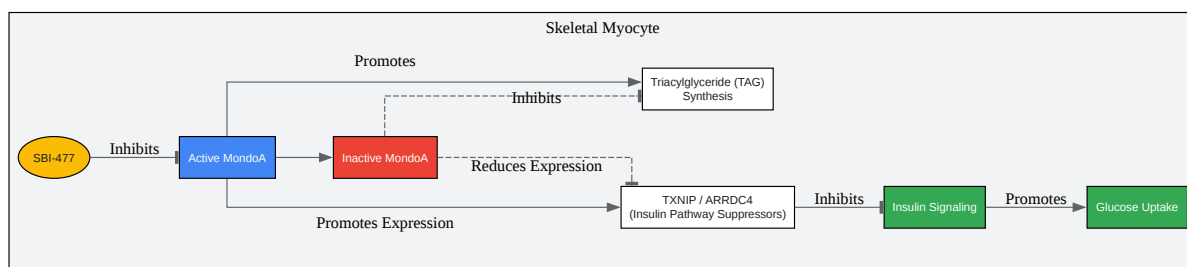 Skeletal Myocyte
Promotes
Triacylglyceride (TAG)
Synthesis
Inhibits
SBI-477
Inhibits
Active MondoA
Inactive MondoA
Reduces Expression
TXNIP / ARRDC4
(Insulin Pathway Suppressors)
Inhibits
Insulin Signaling
Promotes
Glucose Uptake
Promotes Expression